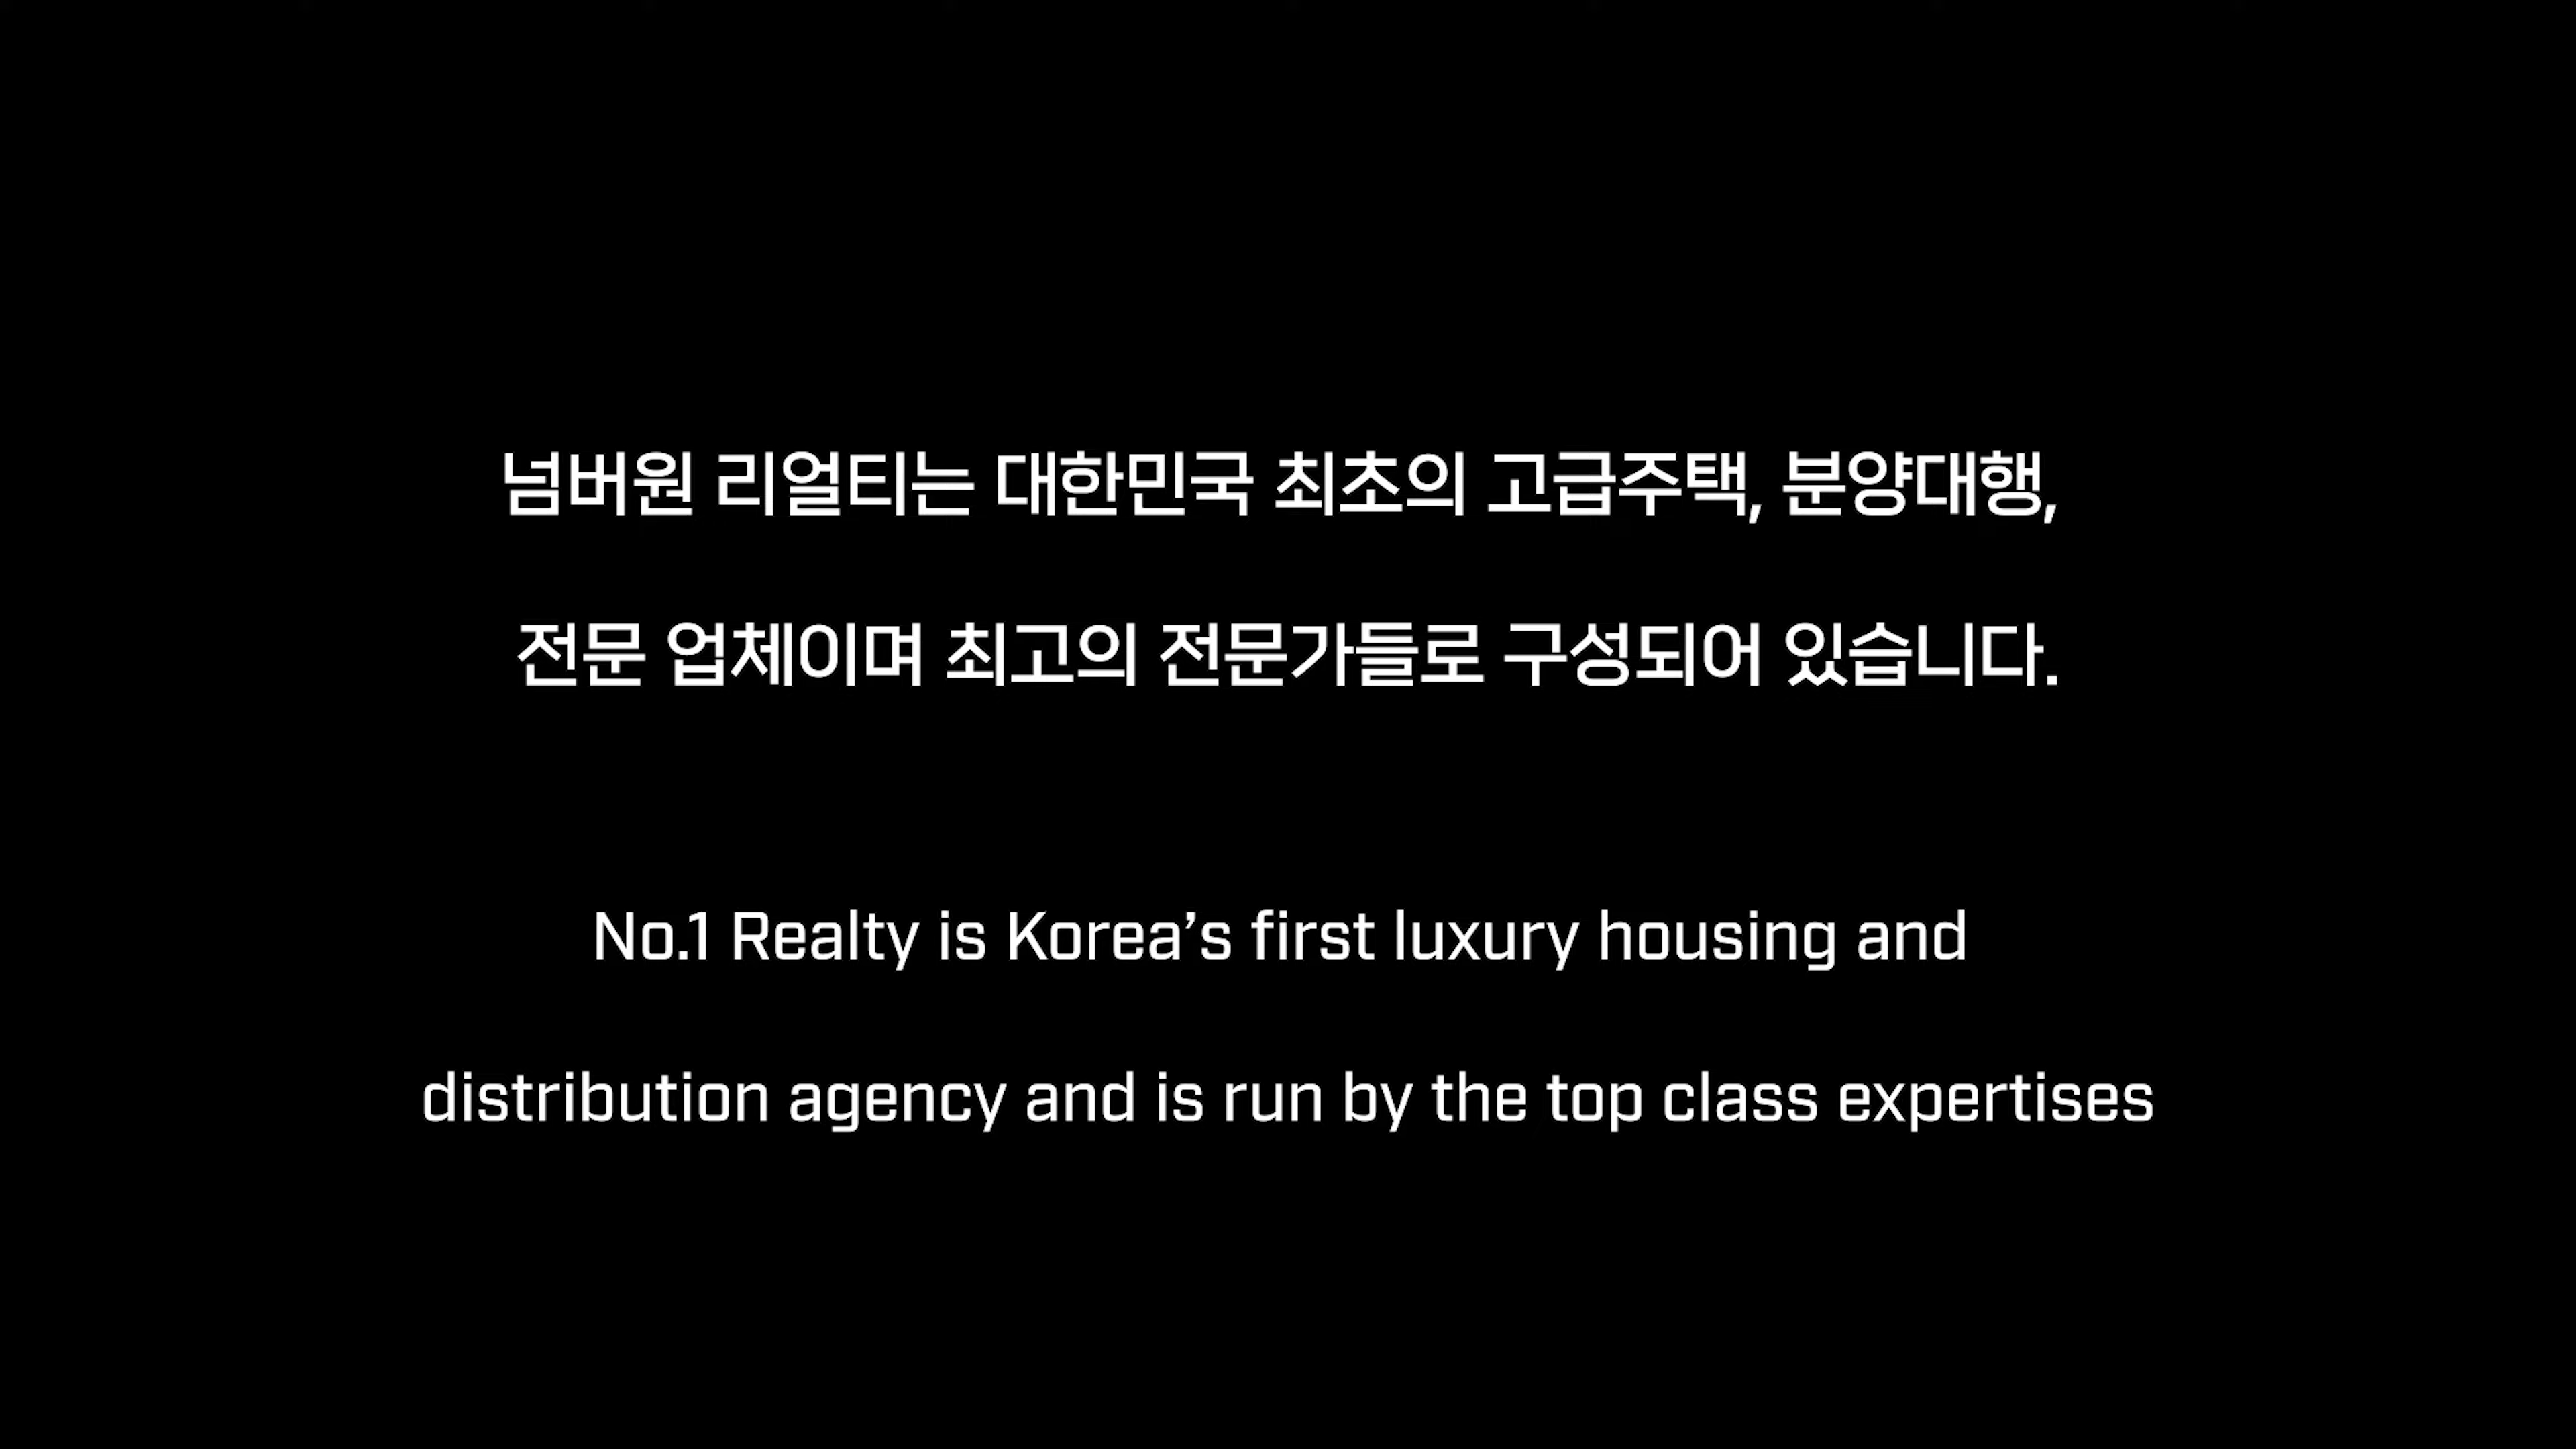 넘버원 리얼티는 대한민국 최초의 고급주택, 분양대행,
전문 업체이며 최고의 전문가들로 구성되어 있습니다.
No.1 Realty is Korea’s first luxury housing and
distribution agency and is run by the top class expertises